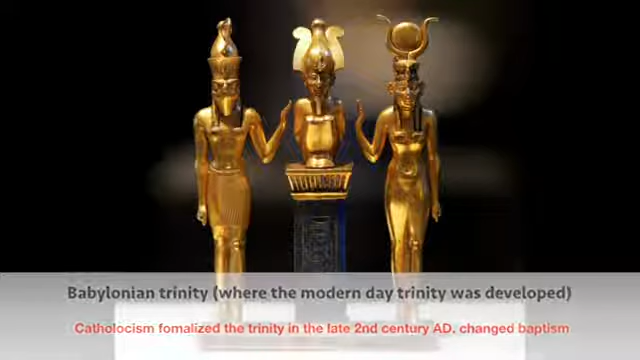 Babylonian trinity (where the modern day trinity was developed)
Catholocism fomalized the trinity in the late 2nd century AD. changed baptism